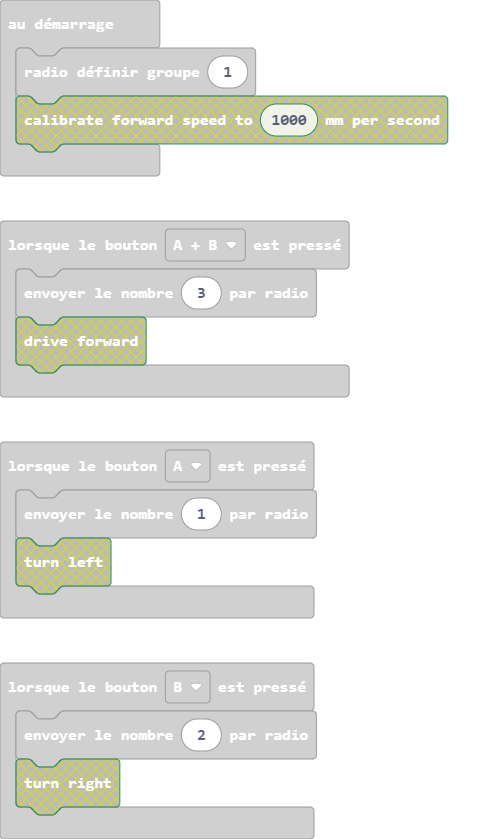 au démarrage
radio définir groupe 1
calibrate forward speed to 1000 mm per second
lorsque le bouton A + B est pressé
envoyer le nombre 3 par radio
drive forward
lorsque le bouton A est pressé
envoyer le nombre 1 par radio
turn left
lorsque le bouton B est pressé
envoyer le nombre 2 par radio
turn right